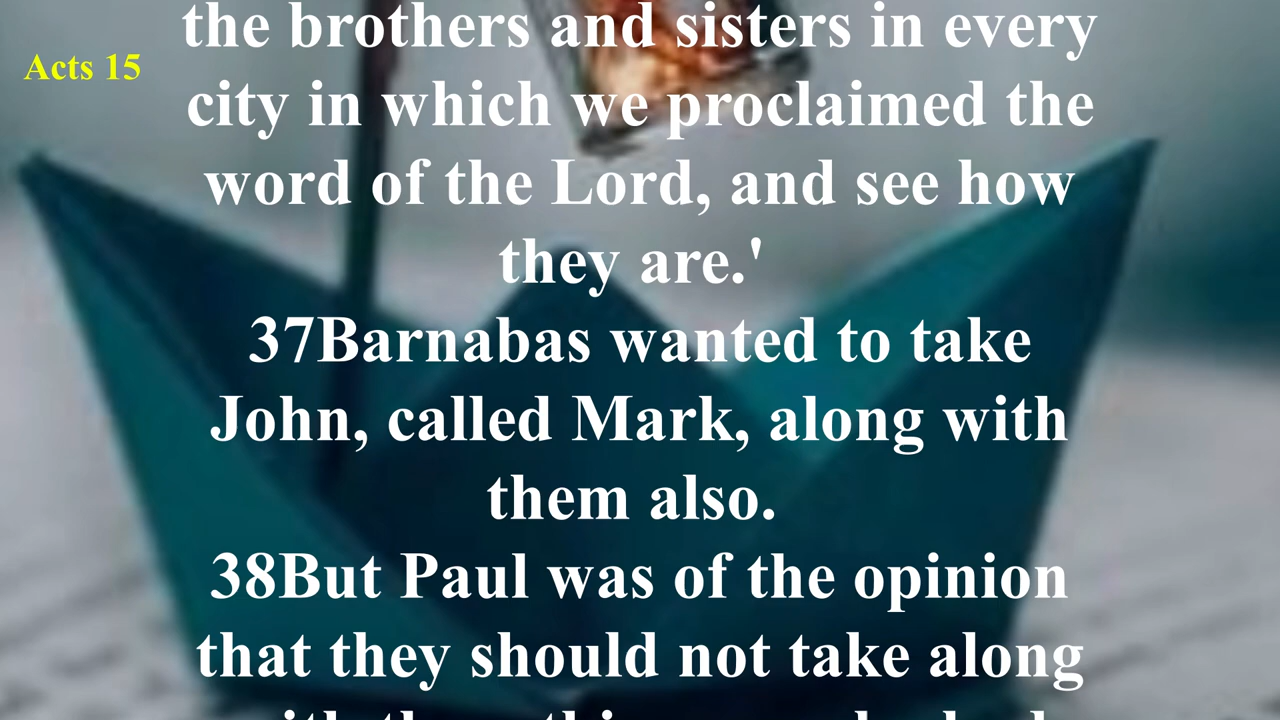 the brothers and sisters in every
Acts 15
city in which we proclaimed the
word of the Lord, and see how
they are.'
37Barnabas wanted to take
John, called Mark, along with
them also.
38But Paul was of the opinion
that they should not take along